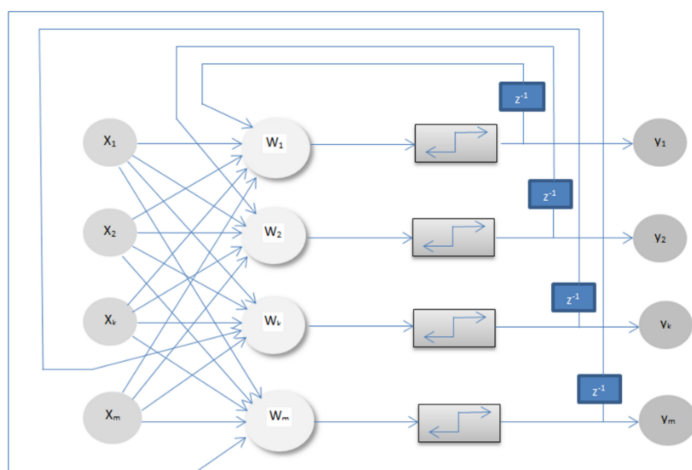 z⁻¹
X₁ W₁ y₁
z⁻¹
X₂ W₂ y₂
z⁻¹
Xₖ Wₖ yₖ
z⁻¹
Xₘ Wₘ yₘ